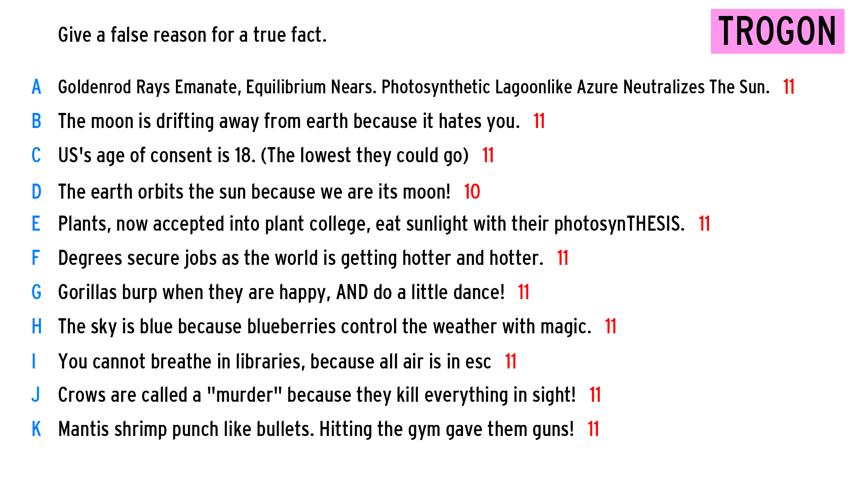 Give a false reason for a true fact.
TROGON
A Goldenrod Rays Emanate, Equilibrium Nears. Photosynthetic Lagoonlike Azure Neutralizes The Sun. 11
B The moon is drifting away from earth because it hates you. 11
C US's age of consent is 18. (The lowest they could go) 11
D The earth orbits the sun because we are its moon! 10
E Plants, now accepted into plant college, eat sunlight with their photosynTHESIS. 11
F Degrees secure jobs as the world is getting hotter and hotter. 11
G Gorillas burp when they are happy, AND do a little dance! 11
H The sky is blue because blueberries control the weather with magic. 11
I You cannot breathe in libraries, because all air is in esc 11
J Crows are called a "murder" because they kill everything in sight! 11
K Mantis shrimp punch like bullets. Hitting the gym gave them guns! 11